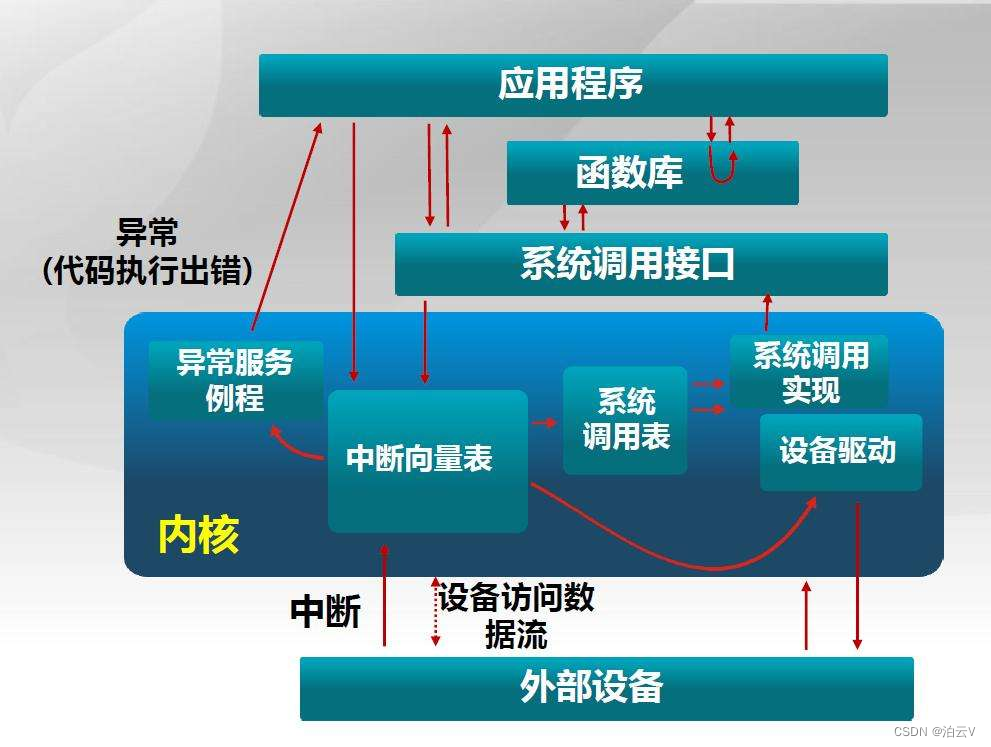 应用程序
函数库
异常
(代码执行出错)
系统调用接口
异常服务
例程
中断向量表
系统
调用表
系统调用
实现
设备驱动
内核
中断
设备访问数
据流
外部设备
CSDN @泊云V